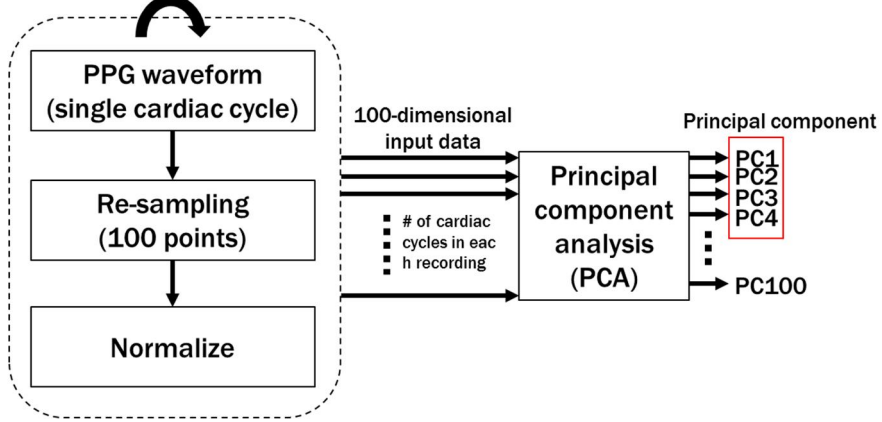 PPG waveform
(single cardiac cycle)
Re-sampling
(100 points)
Normalize
100-dimensional
input data
# of cardiac
cycles in eac
h recording
Principal
component
analysis
(PCA)
Principal component
PC1
PC2
PC3
PC4
PC100